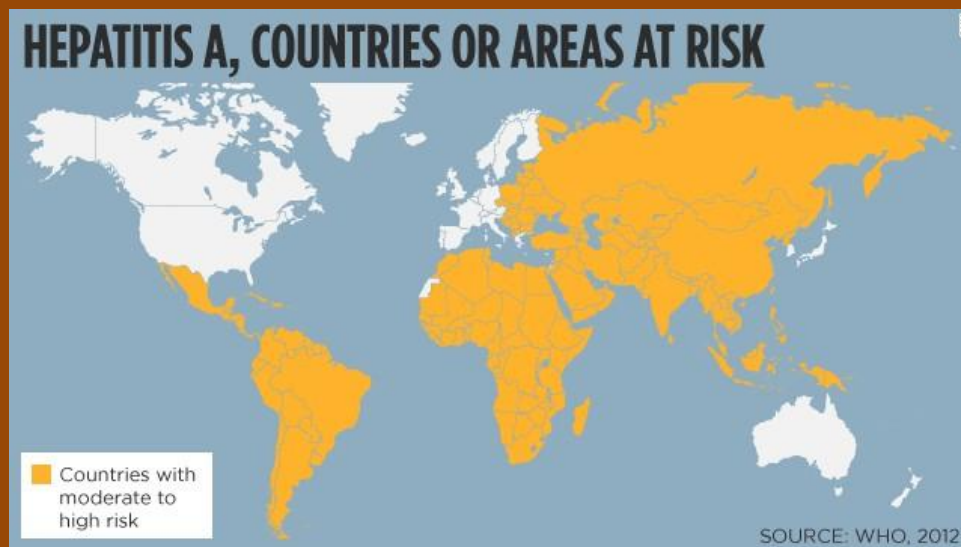 HEPATITIS A, COUNTRIES OR AREAS AT RISK
Countries with
moderate to
high risk
SOURCE: WHO, 2012